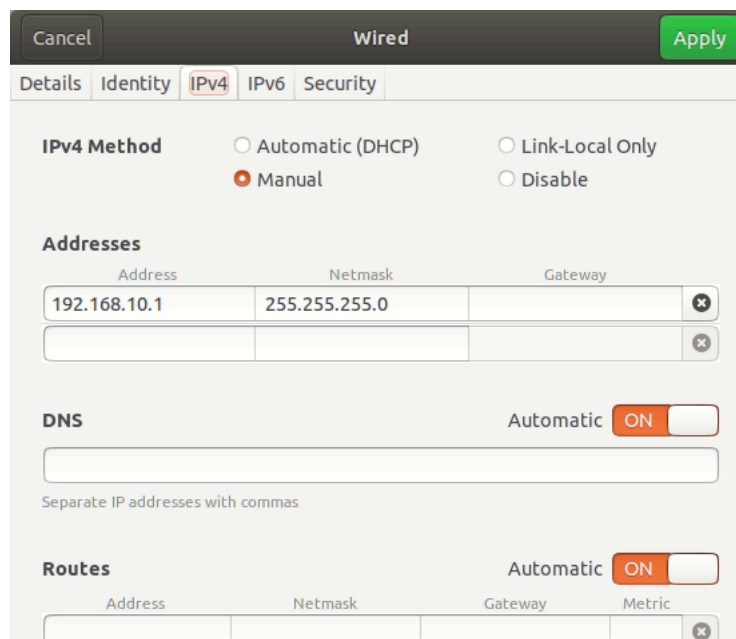 Cancel Wired Apply
Details Identity IPv4 IPv6 Security
IPv4 Method Automatic (DHCP) Link-Local Only
Manual Disable
Addresses
Address Netmask Gateway
192.168.10.1 255.255.255.0
DNS Automatic ON
Separate IP addresses with commas
Routes Automatic ON
Address Netmask Gateway Metric